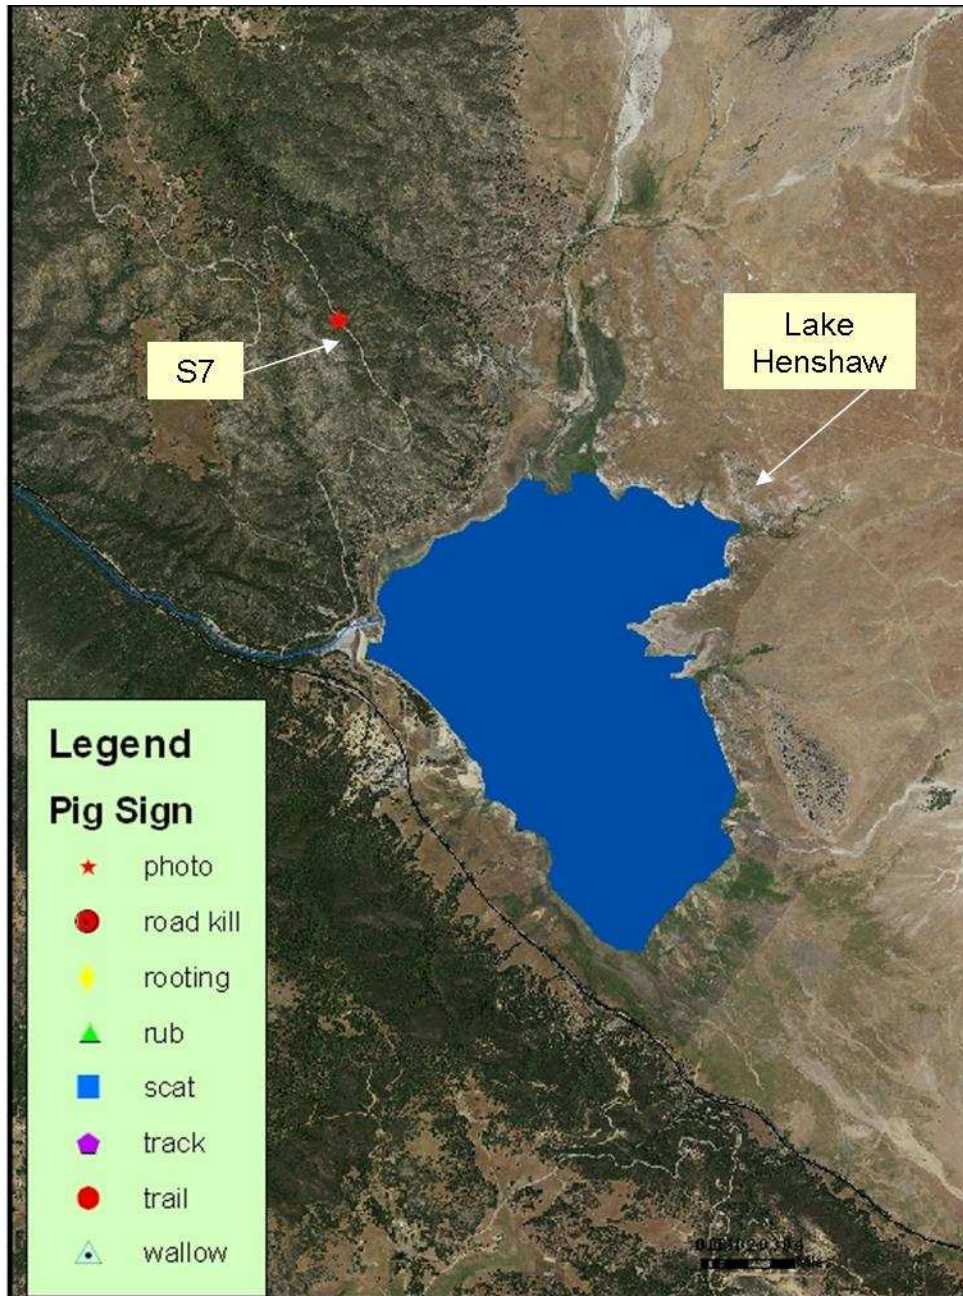 Lake
Henshaw
S7
Legend
Pig Sign
photo
road kill
rooting
rub
scat
track
trail
wallow